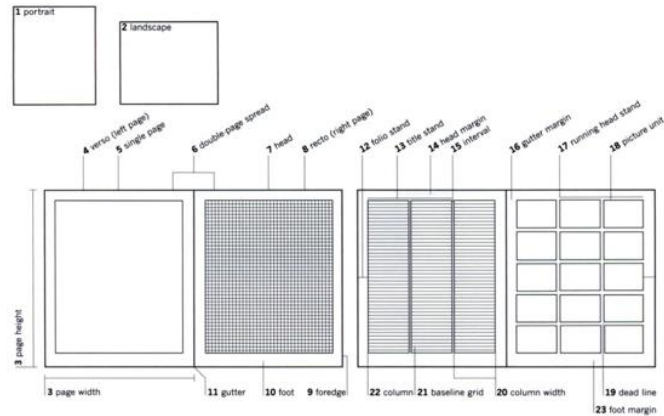 1 portrait
2 landscape
4 verso (left page)
5 single page
6 double-page spread
7 head
8 recto (right page)
12 folio stand
13 title stand
14 head margin
15 interval
16 gutter margin
17 running head stand
18 picture unit
3 page height
3 page width
11 gutter
10 foot
9 foredge
22 column
21 baseline grid
20 column width
19 dead line
23 foot margin